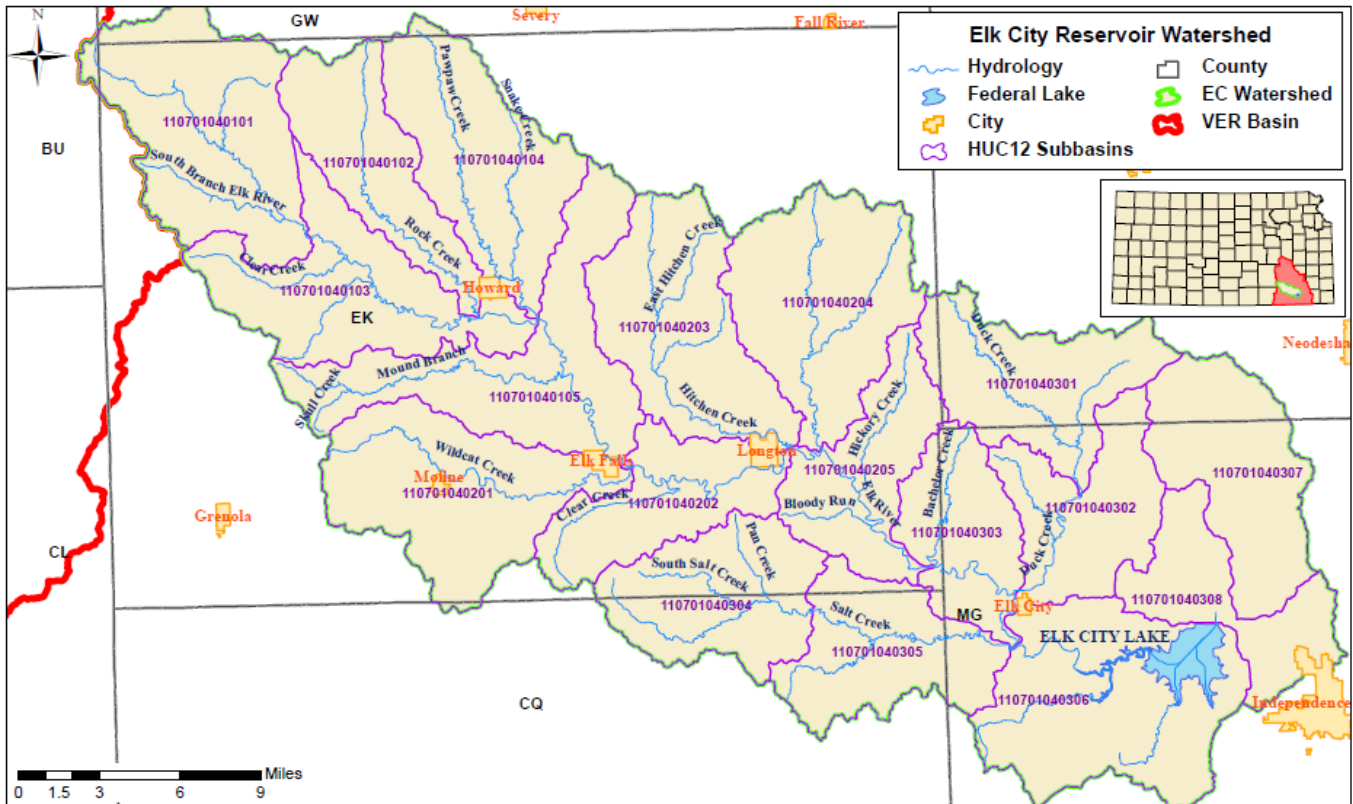 N
GW
Severy
Fall River
Elk City Reservoir Watershed
Hydrology
County
Federal Lake
EC Watershed
City
VER Basin
HUC12 Subbasins
BU
110701040101
110701040102
Pawpaw Creek
Snake Creek
110701040104
South Branch Elk River
Rock Creek
Clear Creek
110701040103
Howard
EK
East Hitchen Creek
110701040203
110701040204
Duck Creek
Neodesha
110701040301
Mound Branch
Skull Creek
110701040105
Hitchen Creek
Hickory Creek
Wildcat Creek
Elk Falls
Longton
Moline
110701040201
110701040205
Bachelor Creek
110701040307
Clear Creek
110701040202
Bloody Run
Elk River
110701040302
Grenola
110701040303
Duck Creek
CL
Pan Creek
South Salt Creek
110701040304
Salt Creek
MG
Elk City
110701040308
ELK CITY LAKE
110701040305
CQ
110701040306
Independence
Miles
0 1.5 3 6 9